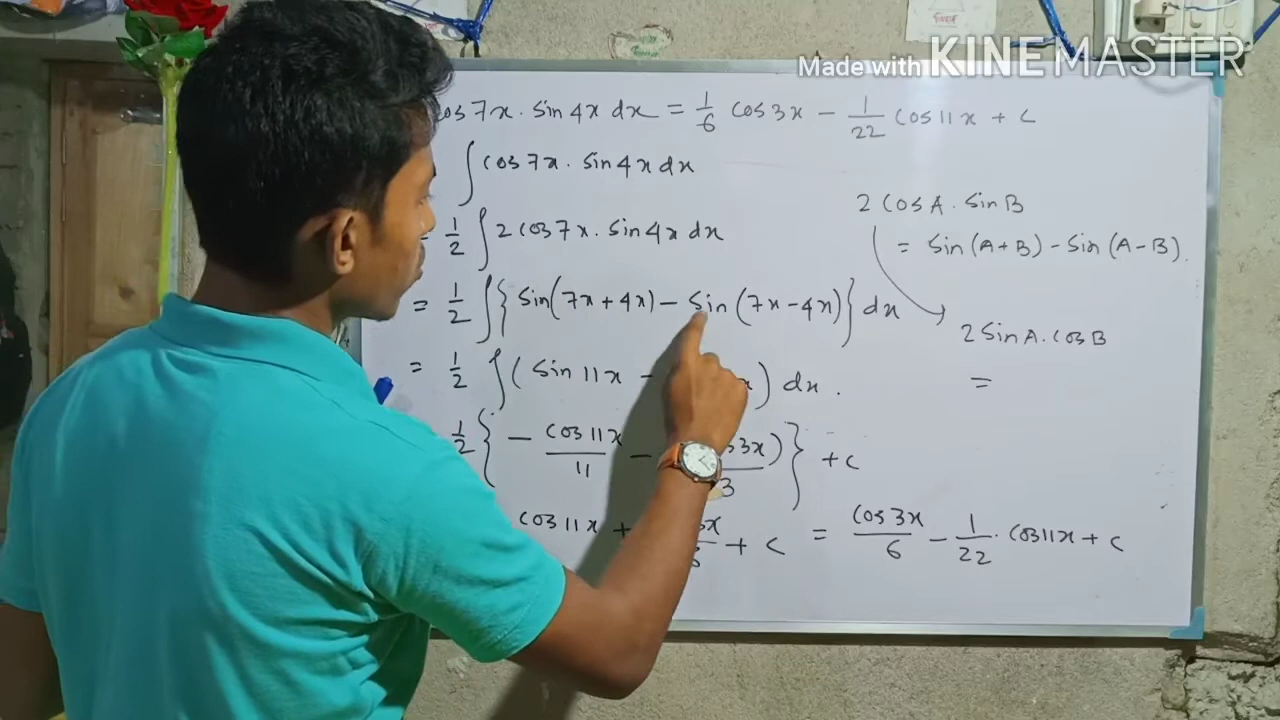 Made with KINEMASTER
cos 7x . sin 4x dx = 1/6 cos 3x - 1/22 cos 11x + c
∫ cos 7x . sin 4x dx
1/2 ∫ 2 cos 7x . sin 4x dx
= 1/2 ∫ { sin (7x + 4x) - sin (7x - 4x) } dx
= 1/2 ∫ ( sin 11x - x ) dx .
1/2 { - cos 11x / 11 - s 3x ) / 3 } + c
cos 11x + x + c = cos 3x / 6 - 1/22 . cos 11x + c
2 cos A . sin B
= sin (A + B) - sin (A - B).
2 sin A . cos B
=